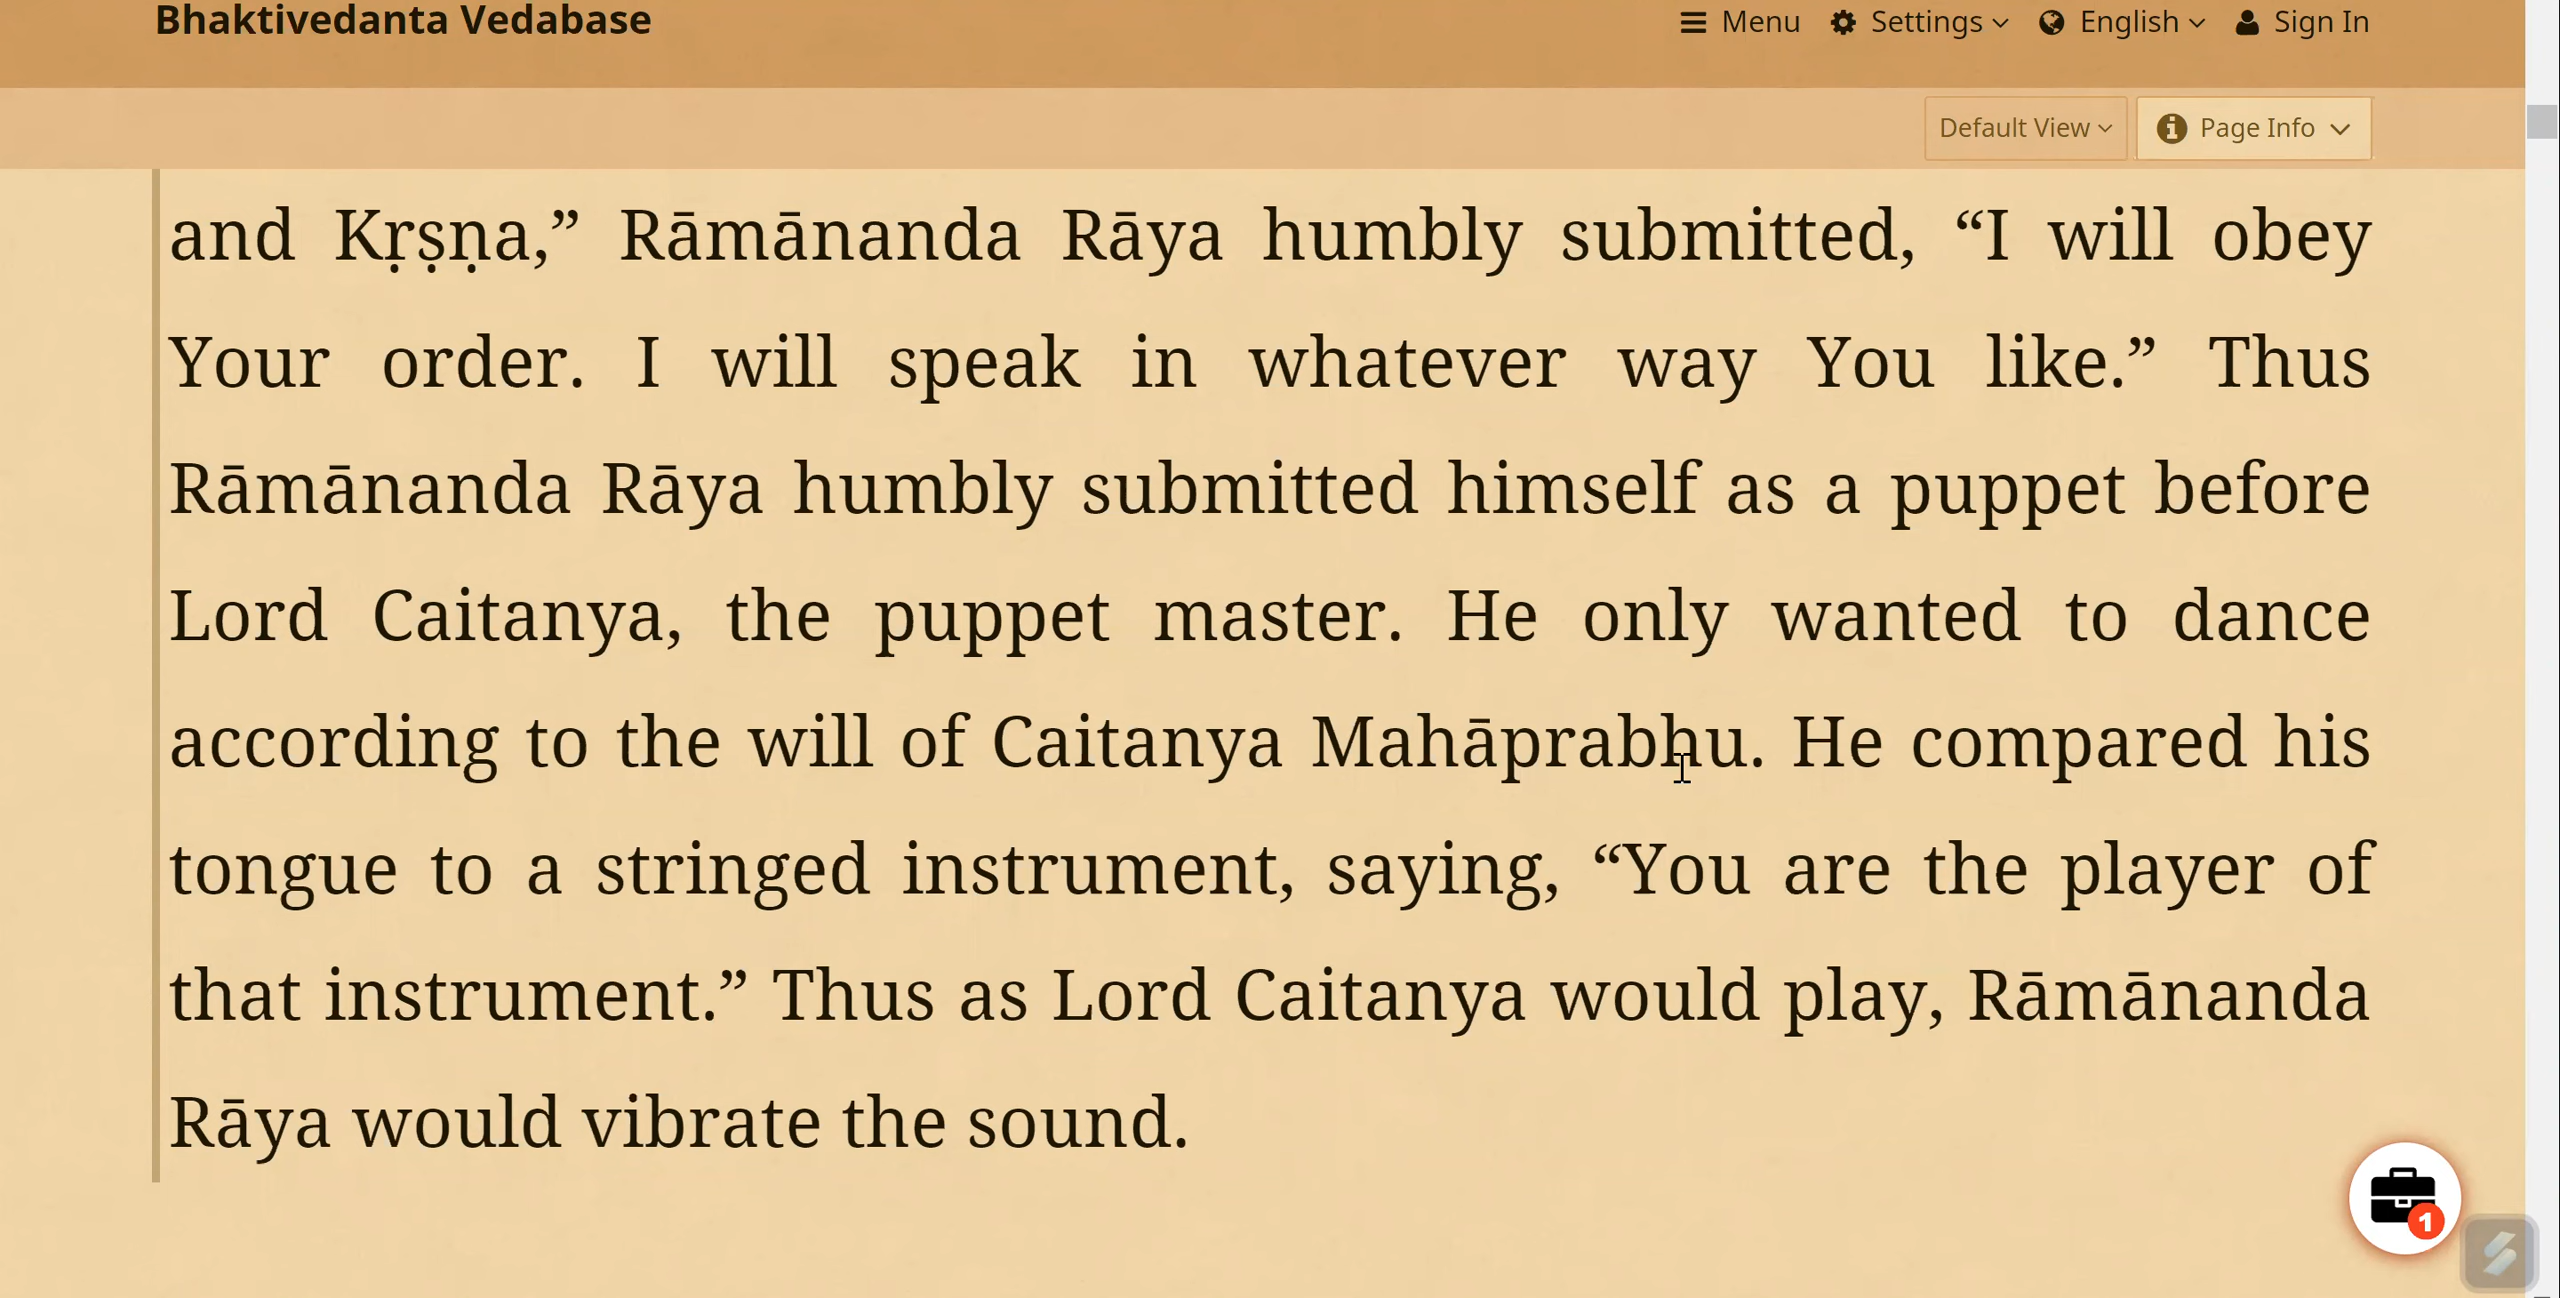 Bhaktivedanta Vedabase
Menu Settings English Sign In
Default View Page Info
and Kṛṣṇa,” Rāmānanda Rāya humbly submitted, “I will obey
Your order. I will speak in whatever way You like.” Thus
Rāmānanda Rāya humbly submitted himself as a puppet before
Lord Caitanya, the puppet master. He only wanted to dance
according to the will of Caitanya Mahāprabhu. He compared his
tongue to a stringed instrument, saying, “You are the player of
that instrument.” Thus as Lord Caitanya would play, Rāmānanda
Rāya would vibrate the sound.
1